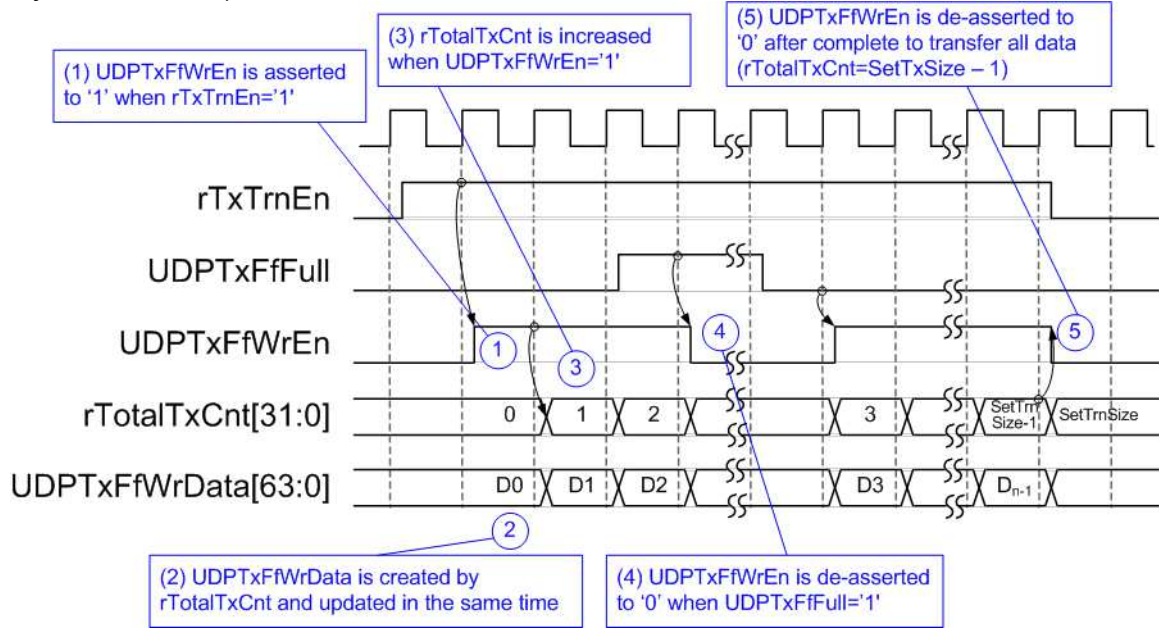 (1) UDPTxFfWrEn is asserted
to ‘1’ when rTxTrnEn=’1’
(3) rTotalTxCnt is increased
when UDPTxFfWrEn=’1’
(5) UDPTxFfWrEn is de-asserted to
‘0’ after complete to transfer all data
(rTotalTxCnt=SetTxSize – 1)
rTxTrnEn
UDPTxFfFull
UDPTxFfWrEn
1
3
4
5
rTotalTxCnt[31:0]
0
1
2
3
SetTrn
Size-1
SetTrnSize
UDPTxFfWrData[63:0]
D0
D1
D2
D3
Dn-1
2
(2) UDPTxFfWrData is created by
rTotalTxCnt and updated in the same time
(4) UDPTxFfWrEn is de-asserted
to ‘0’ when UDPTxFfFull=’1’